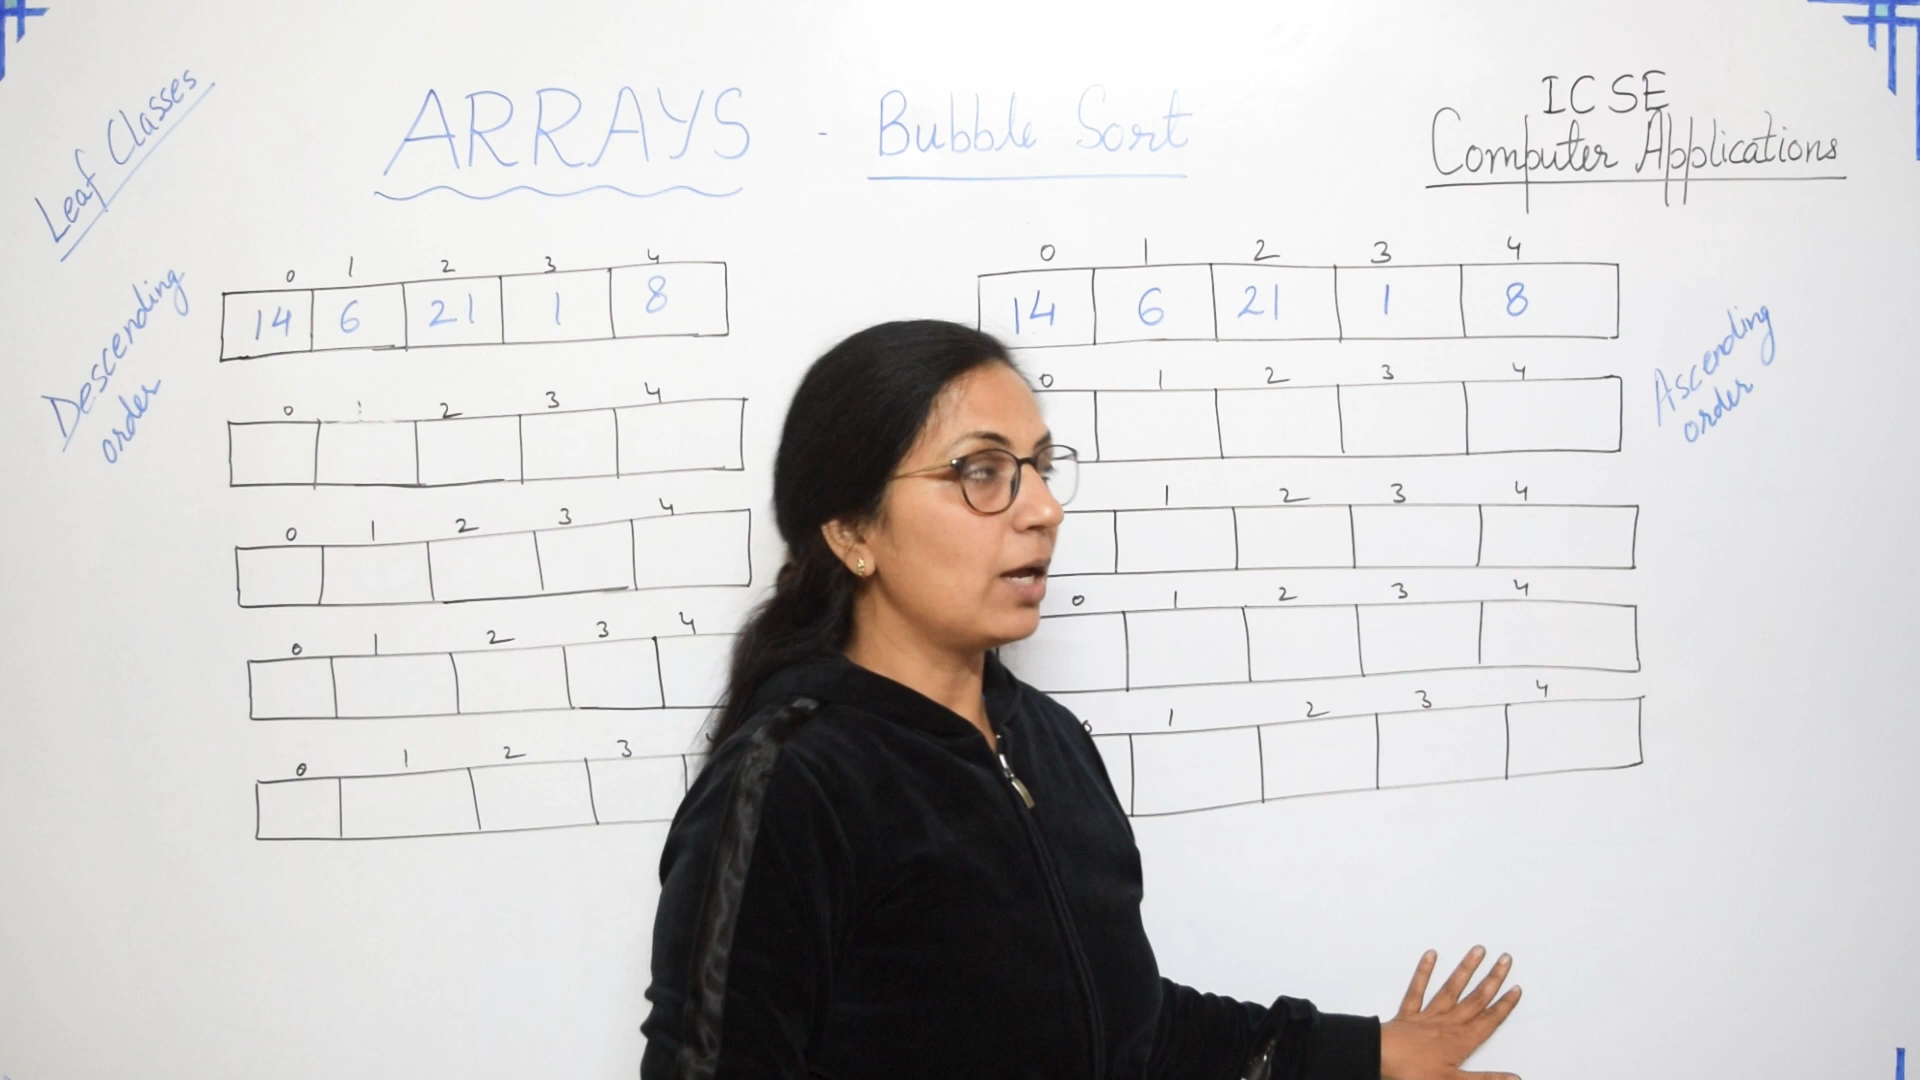 Leaf Classes
ARRAYS - Bubble Sort
ICSE
Computer Applications
Descending
order
0 1 2 3 4
14 6 21 1 8
0 1 2 3 4
0 1 2 3 4
0 1 2 3 4
0 1 2 3
0 1 2 3 4
14 6 21 1 8
0 1 2 3 4
1 2 3 4
0 1 2 3 4
0 1 2 3 4
Ascending
order